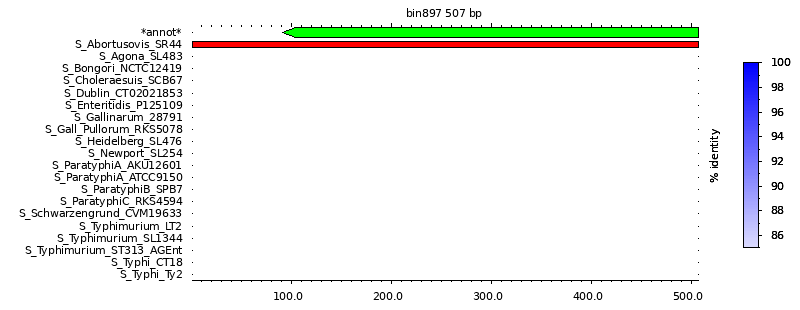 bin897 507 bp
*annot*
S_Abortusovis_SR44
S_Agona_SL483
S_Bongori_NCTC12419
S_Choleraesuis_SCB67
S_Dublin_CT02021853
S_Enteritidis_P125109
S_Gallinarum_28791
S_Gall_Pullorum_RKS5078
S_Heidelberg_SL476
S_Newport_SL254
S_ParatyphiA_AKU12601
S_ParatyphiA_ATCC9150
S_ParatyphiB_SPB7
S_ParatyphiC_RKS4594
S_Schwarzengrund_CVM19633
S_Typhimurium_LT2
S_Typhimurium_SL1344
S_Typhimurium_ST313_AGEnt
S_Typhi_CT18
S_Typhi_Ty2
100.0 200.0 300.0 400.0 500.0
% identity
100
98
96
94
92
90
88
86